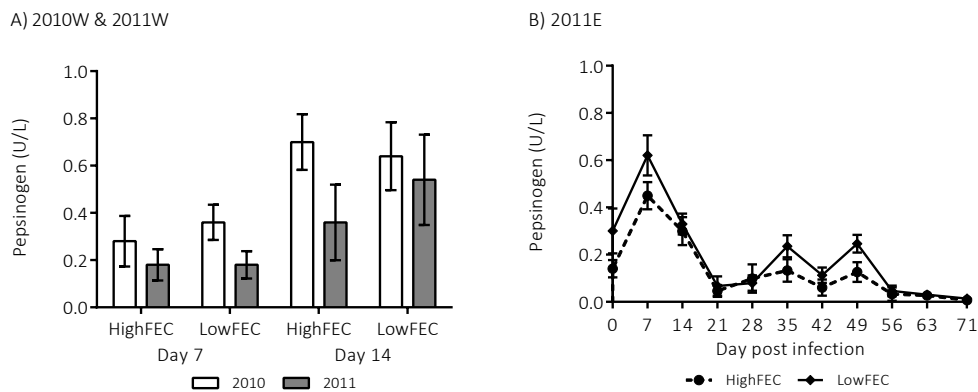 A) 2010W & 2011W
Pepsinogen (U/L)
1.0
0.8
0.6
0.4
0.2
0.0
HighFEC LowFEC HighFEC LowFEC
Day 7 Day 14
2010 2011
B) 2011E
Pepsinogen (U/L)
1.0
0.8
0.6
0.4
0.2
0.0
0 7 14 21 28 35 42 49 56 63 71
Day post infection
HighFEC LowFEC